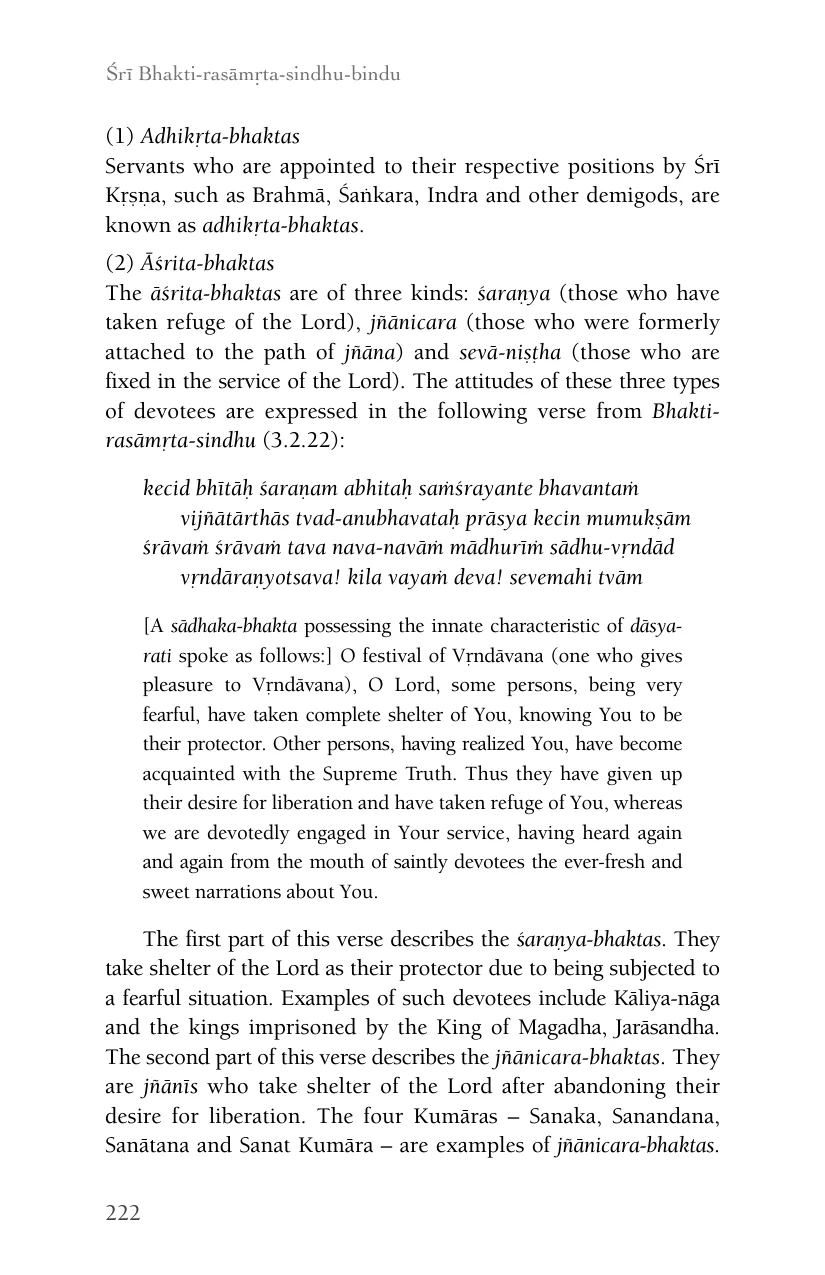 Śrī Bhakti-rasāmṛta-sindhu-bindu
(1) Adhikṛta-bhaktas
Servants who are appointed to their respective positions by Śrī
Kṛṣṇa, such as Brahmā, Śaṅkara, Indra and other demigods, are
known as adhikṛta-bhaktas.
(2) Āśrita-bhaktas
The āśrita-bhaktas are of three kinds: śaraṇya (those who have
taken refuge of the Lord), jñānicara (those who were formerly
attached to the path of jñāna) and sevā-niṣṭha (those who are
fixed in the service of the Lord). The attitudes of these three types
of devotees are expressed in the following verse from Bhakti-
rasāmṛta-sindhu (3.2.22):
kecid bhītāḥ śaraṇam abhitaḥ saṁśrayante bhavantaṁ
vijñātārthās tvad-anubhavataḥ prāsya kecin mumukṣām
śrāvaṁ śrāvaṁ tava nava-navāṁ mādhurīṁ sādhu-vṛndād
vṛndāraṇyotsava! kila vayaṁ deva! sevemahi tvām
[A sādhaka-bhakta possessing the innate characteristic of dāsya-
rati spoke as follows:] O festival of Vṛndāvana (one who gives
pleasure to Vṛndāvana), O Lord, some persons, being very
fearful, have taken complete shelter of You, knowing You to be
their protector. Other persons, having realized You, have become
acquainted with the Supreme Truth. Thus they have given up
their desire for liberation and have taken refuge of You, whereas
we are devotedly engaged in Your service, having heard again
and again from the mouth of saintly devotees the ever-fresh and
sweet narrations about You.
The first part of this verse describes the śaraṇya-bhaktas. They
take shelter of the Lord as their protector due to being subjected to
a fearful situation. Examples of such devotees include Kāliya-nāga
and the kings imprisoned by the King of Magadha, Jarāsandha.
The second part of this verse describes the jñānicara-bhaktas. They
are jñānīs who take shelter of the Lord after abandoning their
desire for liberation. The four Kumāras – Sanaka, Sanandana,
Sanātana and Sanat Kumāra – are examples of jñānicara-bhaktas.
222